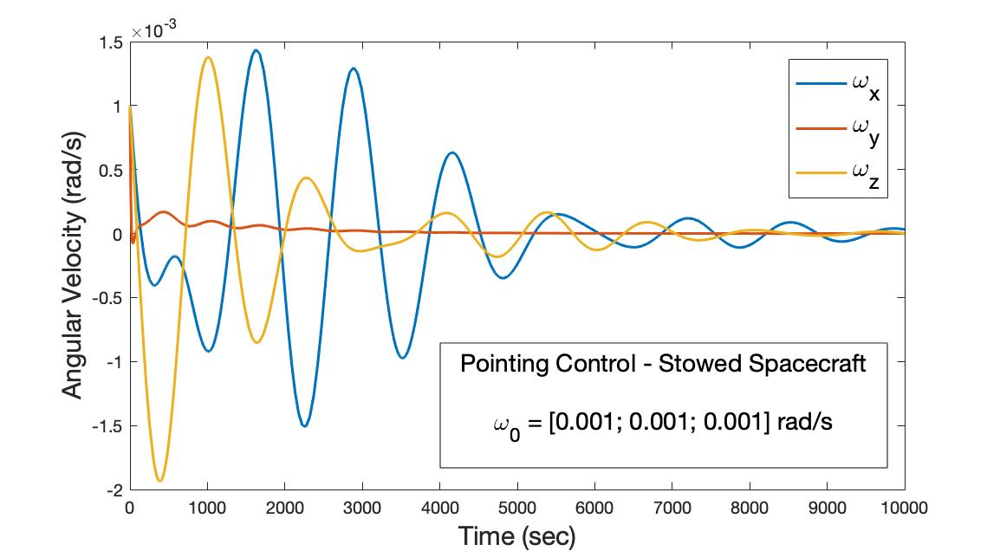 ×10⁻³
1.5
1
0.5
0
-0.5
-1
-1.5
-2
Angular Velocity (rad/s)
ωₓ
ω_y
ω_z
Pointing Control - Stowed Spacecraft
ω₀ = [0.001; 0.001; 0.001] rad/s
0 1000 2000 3000 4000 5000 6000 7000 8000 9000 10000
Time (sec)